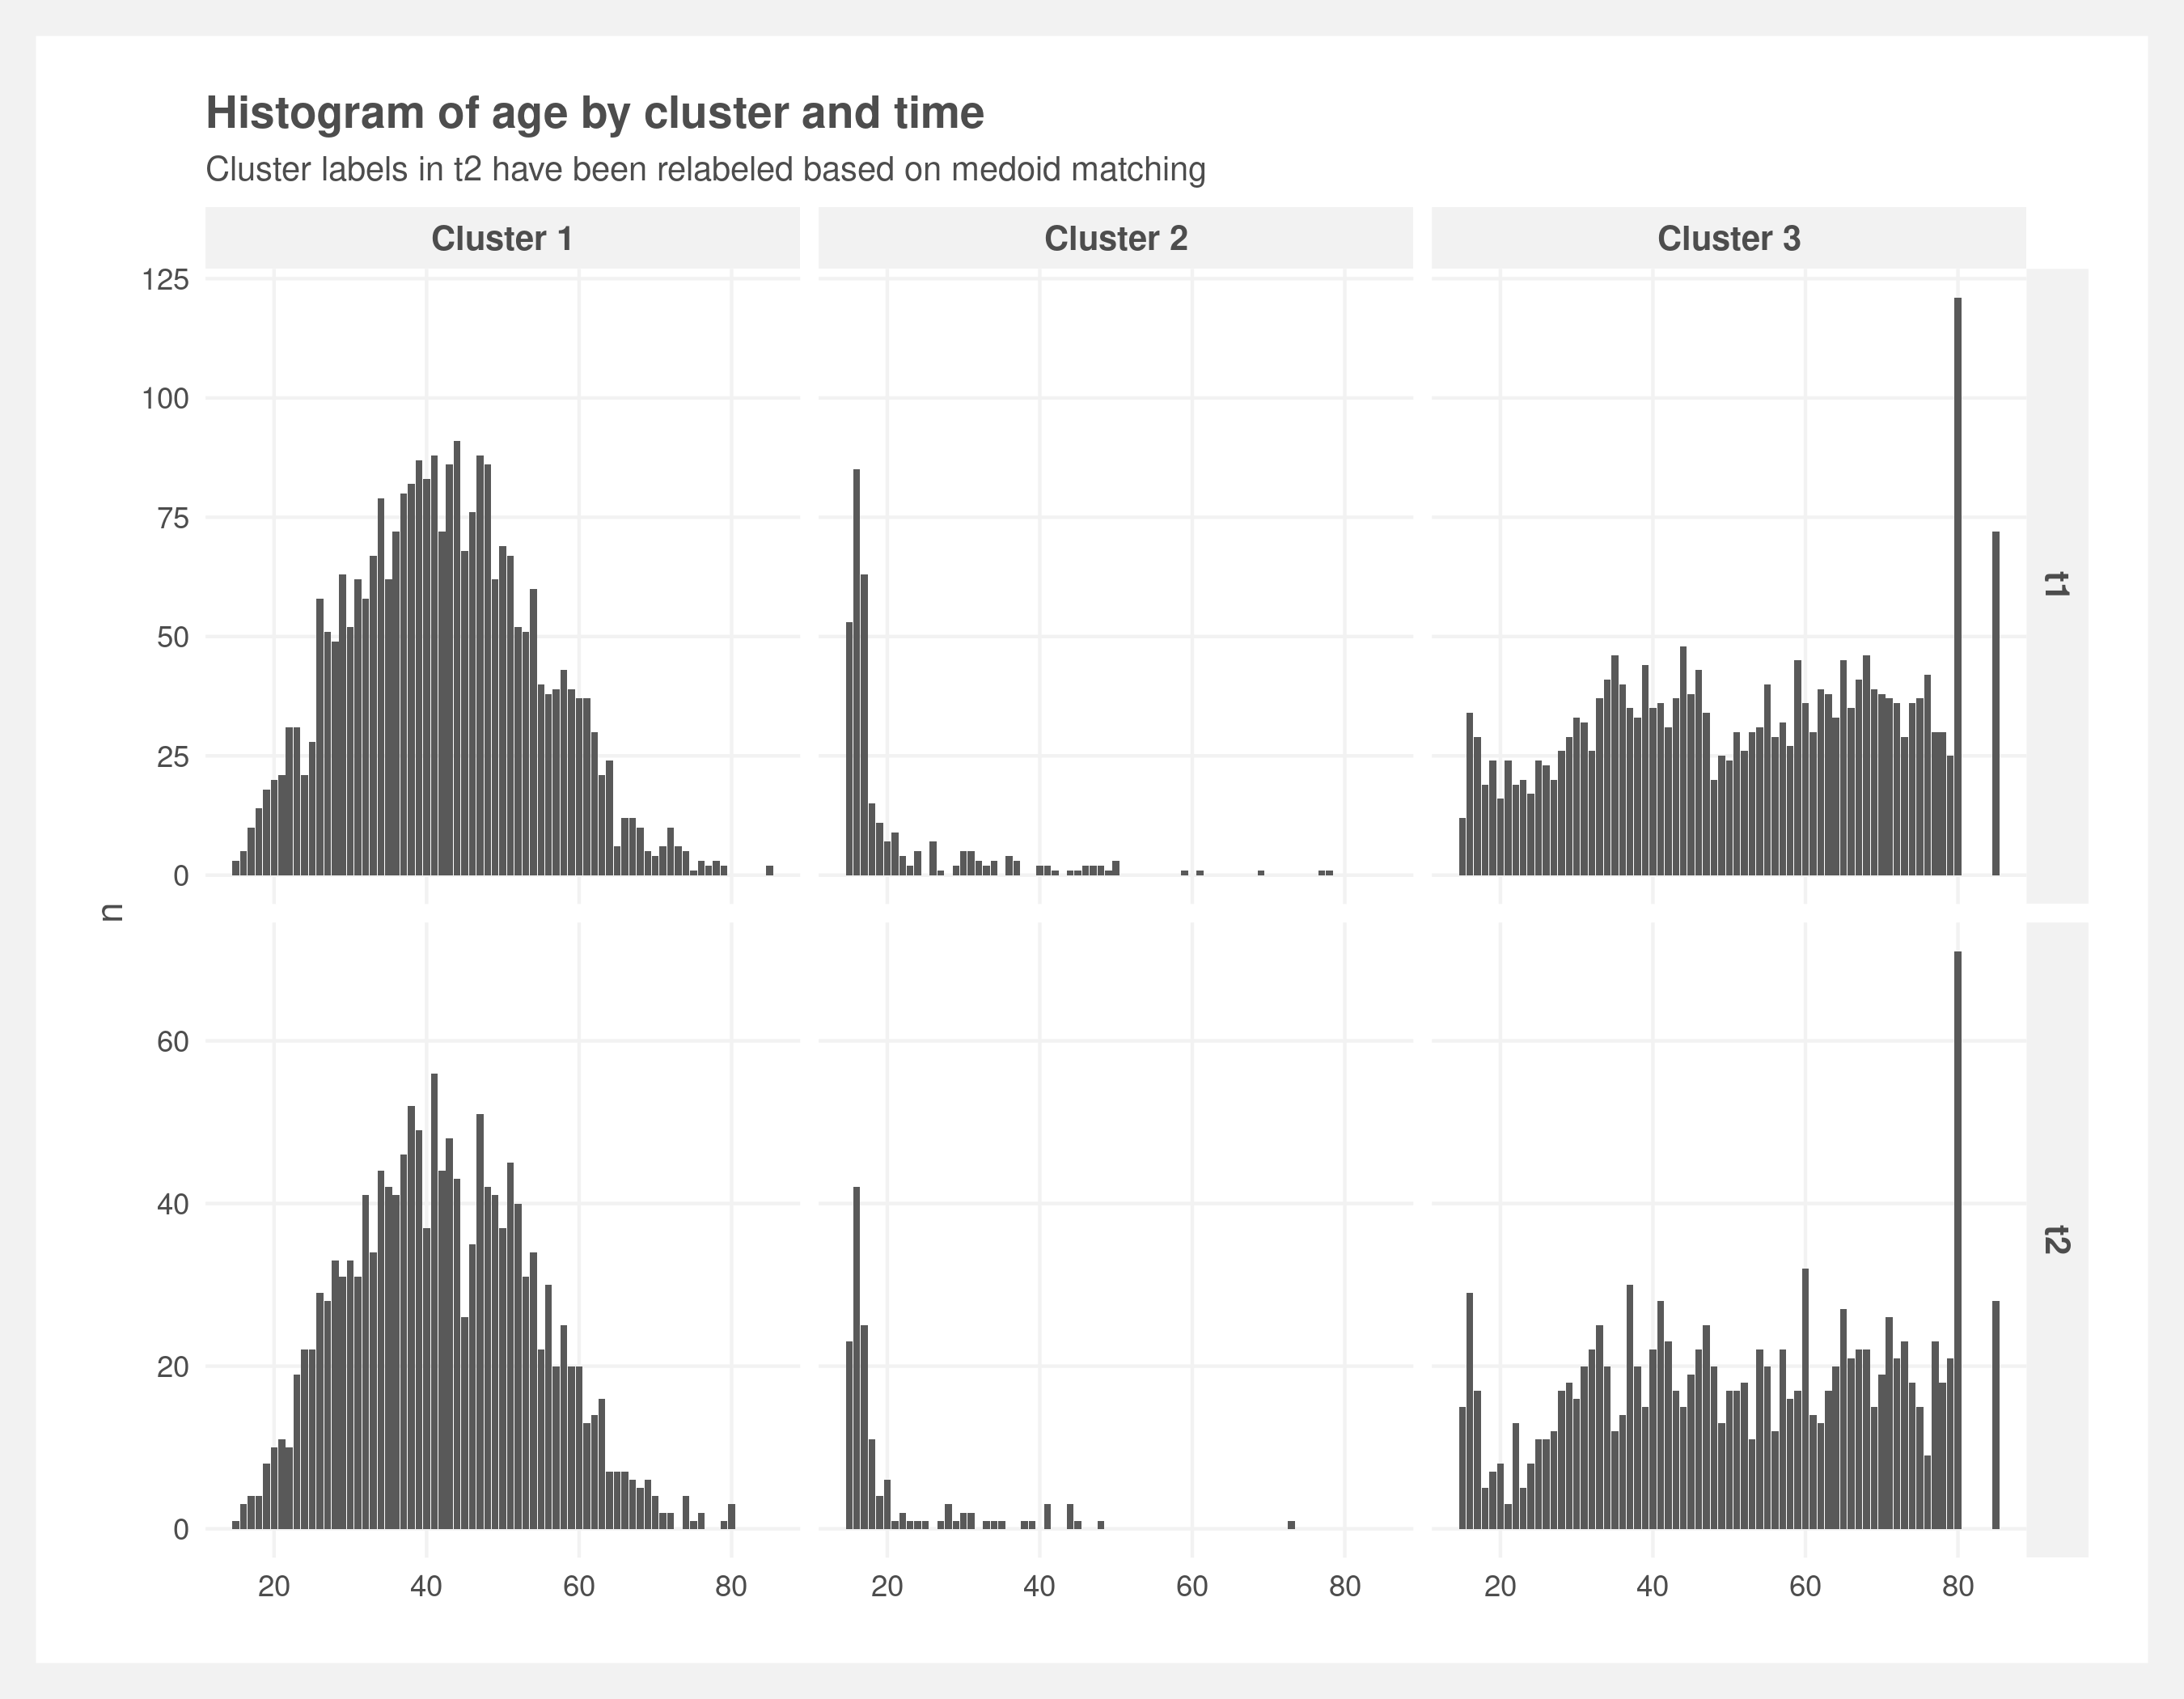 Histogram of age by cluster and time
Cluster labels in t2 have been relabeled based on medoid matching
Cluster 1 Cluster 2 Cluster 3
125
100
75
50
25
0
t1
n
60
40
20
0
t2
20 40 60 80 20 40 60 80 20 40 60 80